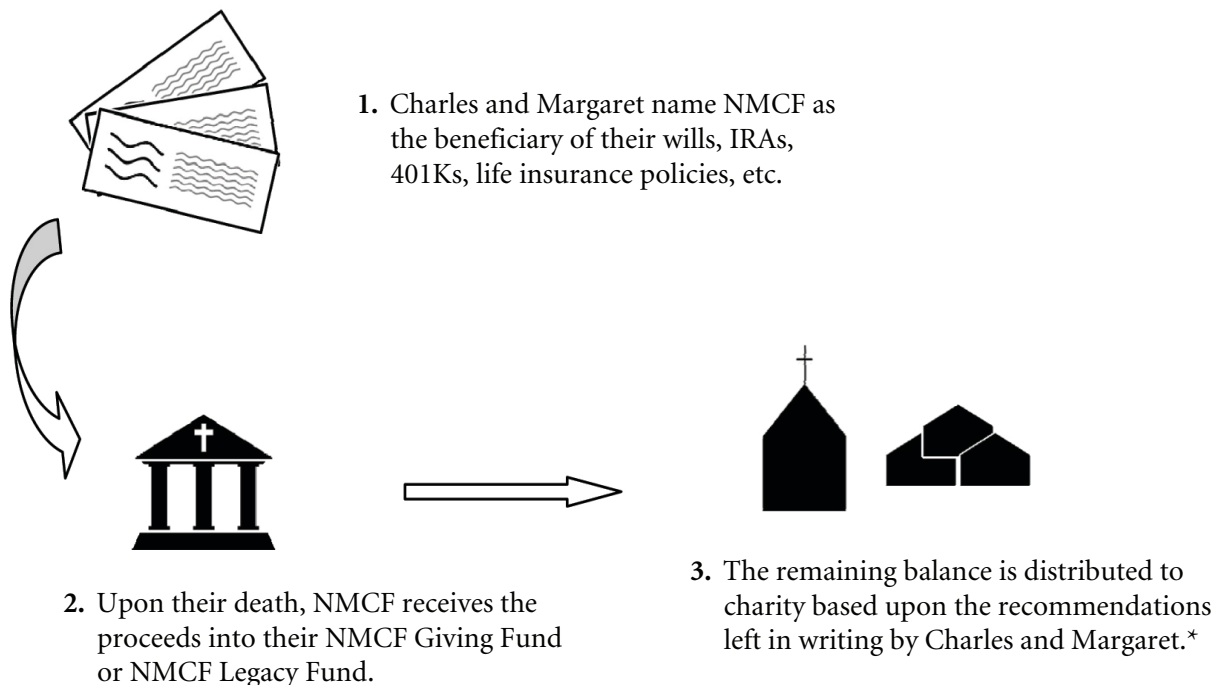 1. Charles and Margaret name NMCF as
the beneficiary of their wills, IRAs,
401Ks, life insurance policies, etc.
2. Upon their death, NMCF receives the
proceeds into their NMCF Giving Fund
or NMCF Legacy Fund.
3. The remaining balance is distributed to
charity based upon the recommendations
left in writing by Charles and Margaret.*